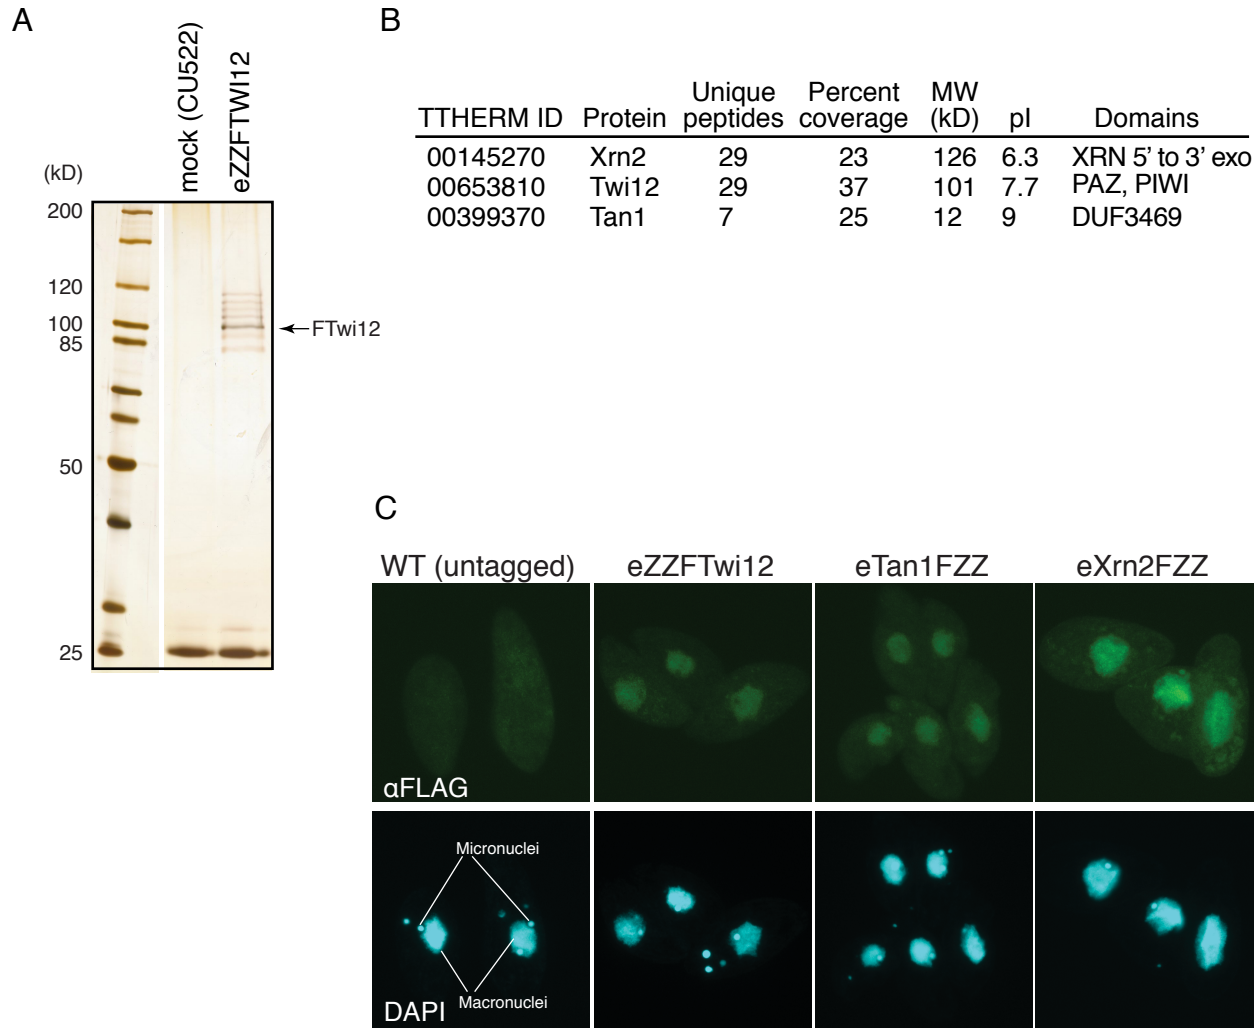 A
mock (CU522)
eZZFTWI12
(kD)
200
120
100
85
50
25
FTwi12
B
TTHERM ID Protein Unique peptides Percent coverage MW (kD) pI Domains
00145270 Xrn2 29 23 126 6.3 XRN 5’ to 3’ exo
00653810 Twi12 29 37 101 7.7 PAZ, PIWI
00399370 Tan1 7 25 12 9 DUF3469
C
WT (untagged) eZZFTwi12 eTan1FZZ eXrn2FZZ
αFLAG
Micronuclei
Macronuclei
DAPI